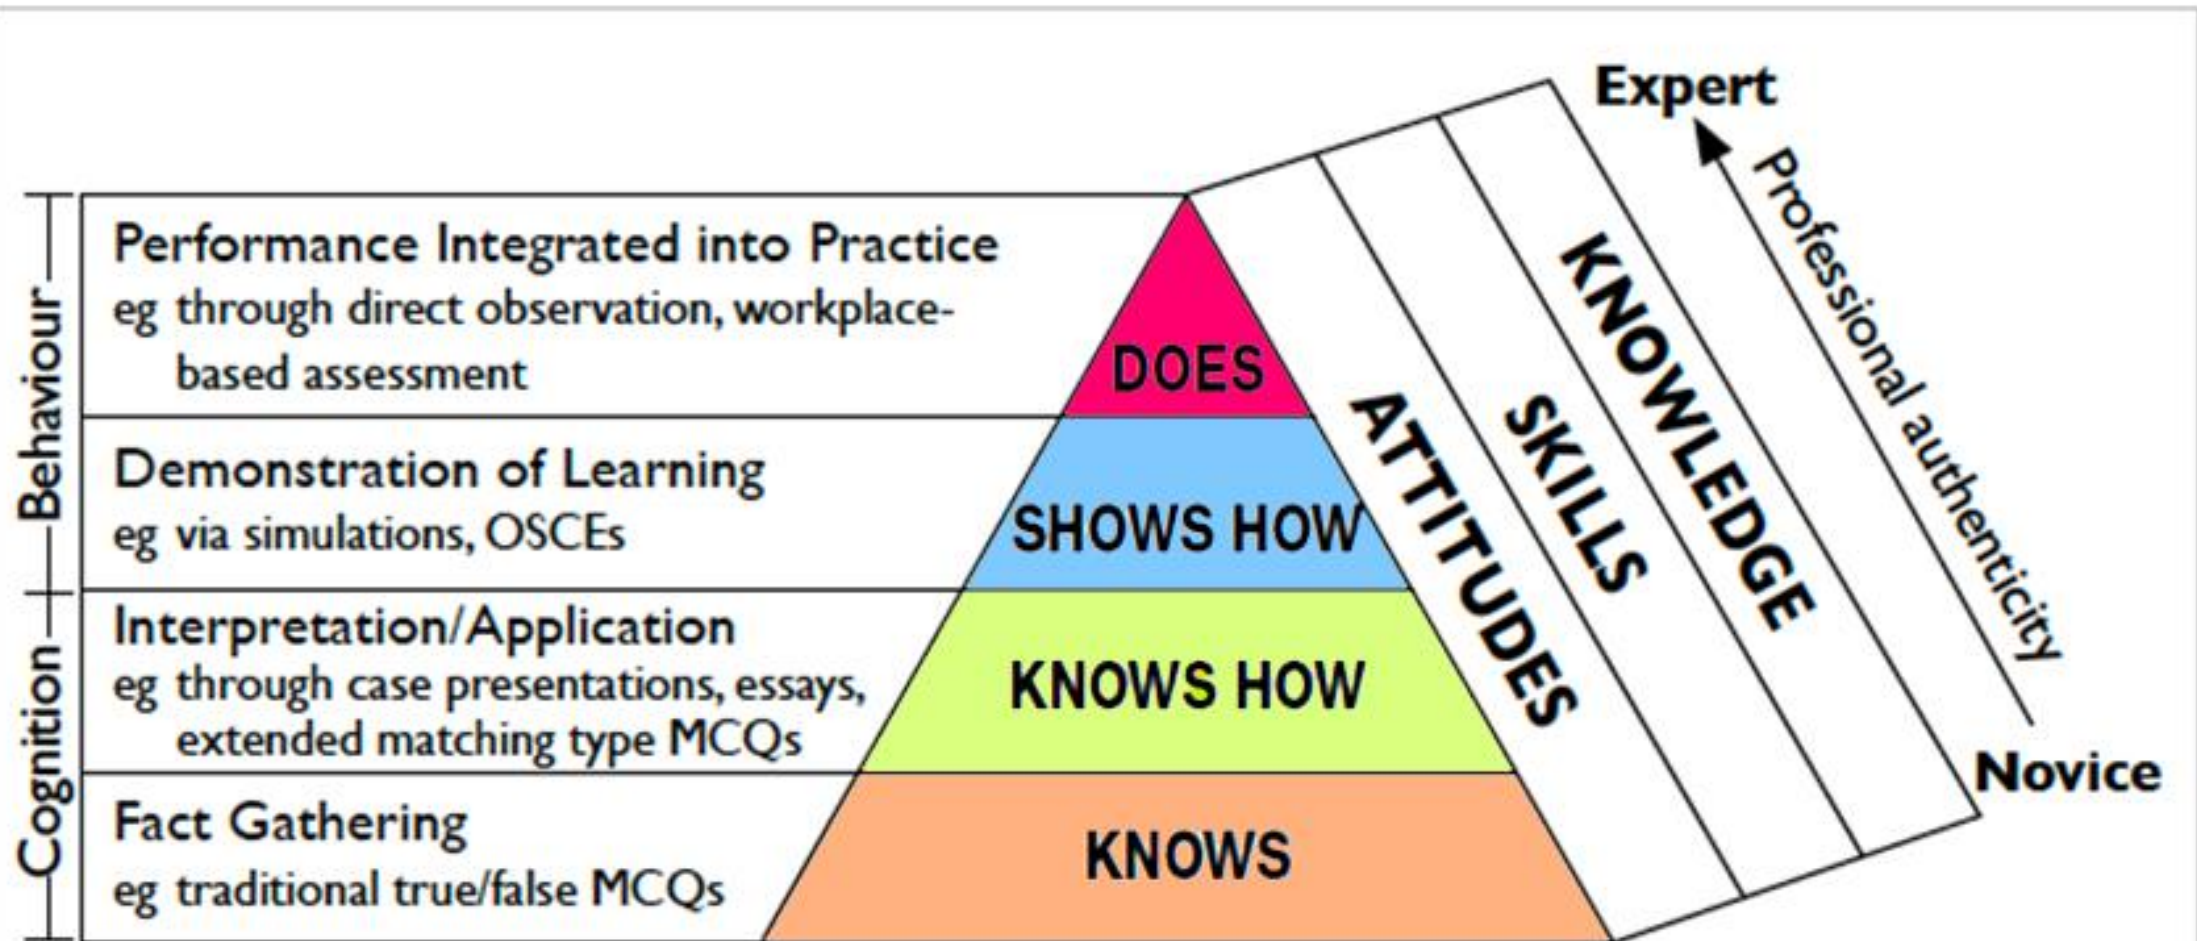 Expert
Professional authenticity
Novice
KNOWLEDGE
SKILLS
ATTITUDES
Behaviour
Performance Integrated into Practice
eg through direct observation, workplace-
based assessment
DOES
Demonstration of Learning
eg via simulations, OSCEs
SHOWS HOW
Cognition
Interpretation/Application
eg through case presentations, essays,
extended matching type MCQs
KNOWS HOW
Fact Gathering
eg traditional true/false MCQs
KNOWS